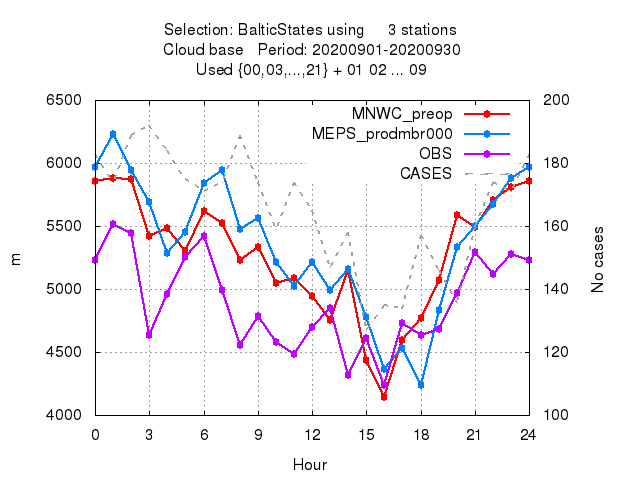 Selection: BalticStates using 3 stations
Cloud base Period: 20200901-20200930
Used {00,03,...,21} + 01 02 ... 09
6500 200
MNWC_preop
MEPS_prodmbr000
OBS
CASES
6000 180
5500 160
m
No cases
5000 140
4500 120
4000 100
0 3 6 9 12 15 18 21 24
Hour